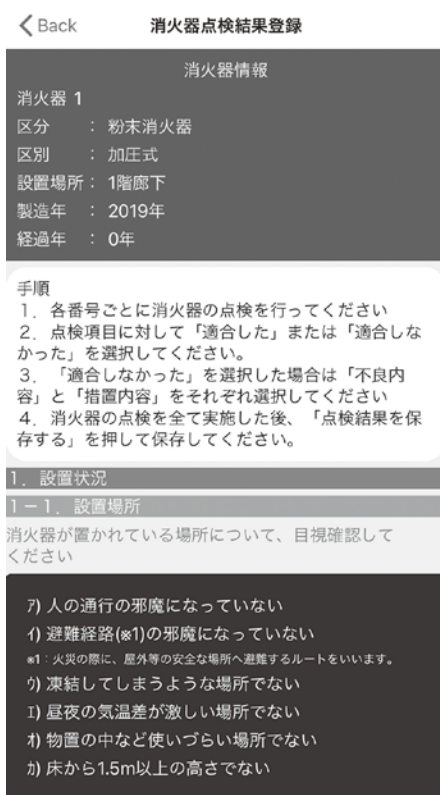 Back
消火器点検結果登録
消火器情報
消火器 1
区分　： 粉末消火器
区別　： 加圧式
設置場所： 1階廊下
製造年　： 2019年
経過年　： 0年
手順
１．各番号ごとに消火器の点検を行ってください
２．点検項目に対して「適合した」または「適合しな
かった」を選択してください。
３．「適合しなかった」を選択した場合は「不良内
容」と「措置内容」をそれぞれ選択してください
４．消火器の点検を全て実施した後、「点検結果を保
存する」を押して保存してください。
１．設置状況
１－１．設置場所
消火器が置かれている場所について、目視確認して
ください
ｱ) 人の通行の邪魔になっていない
ｲ) 避難経路(※1)の邪魔になっていない
※1：火災の際に、屋外等の安全な場所へ避難するルートをいいます。
ｳ) 凍結してしまうような場所でない
ｴ) 昼夜の気温差が激しい場所でない
ｵ) 物置の中など使いづらい場所でない
ｶ) 床から1.5m以上の高さでない